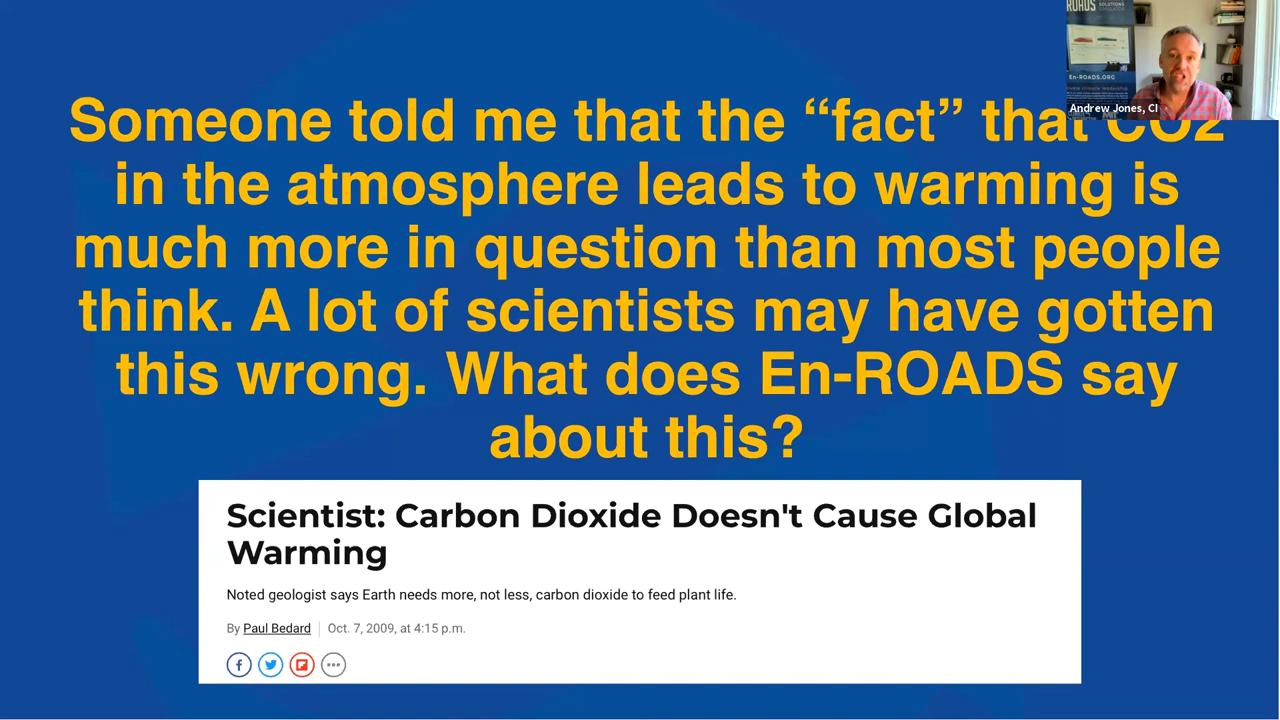 ROADS
SOLUTIONS
En-ROADS.ORG
Andrew Jones, CI
Someone told me that the “fact” that CO2
in the atmosphere leads to warming is
much more in question than most people
think. A lot of scientists may have gotten
this wrong. What does En-ROADS say
about this?
Scientist: Carbon Dioxide Doesn't Cause Global
Warming
Noted geologist says Earth needs more, not less, carbon dioxide to feed plant life.
By Paul Bedard | Oct. 7, 2009, at 4:15 p.m.